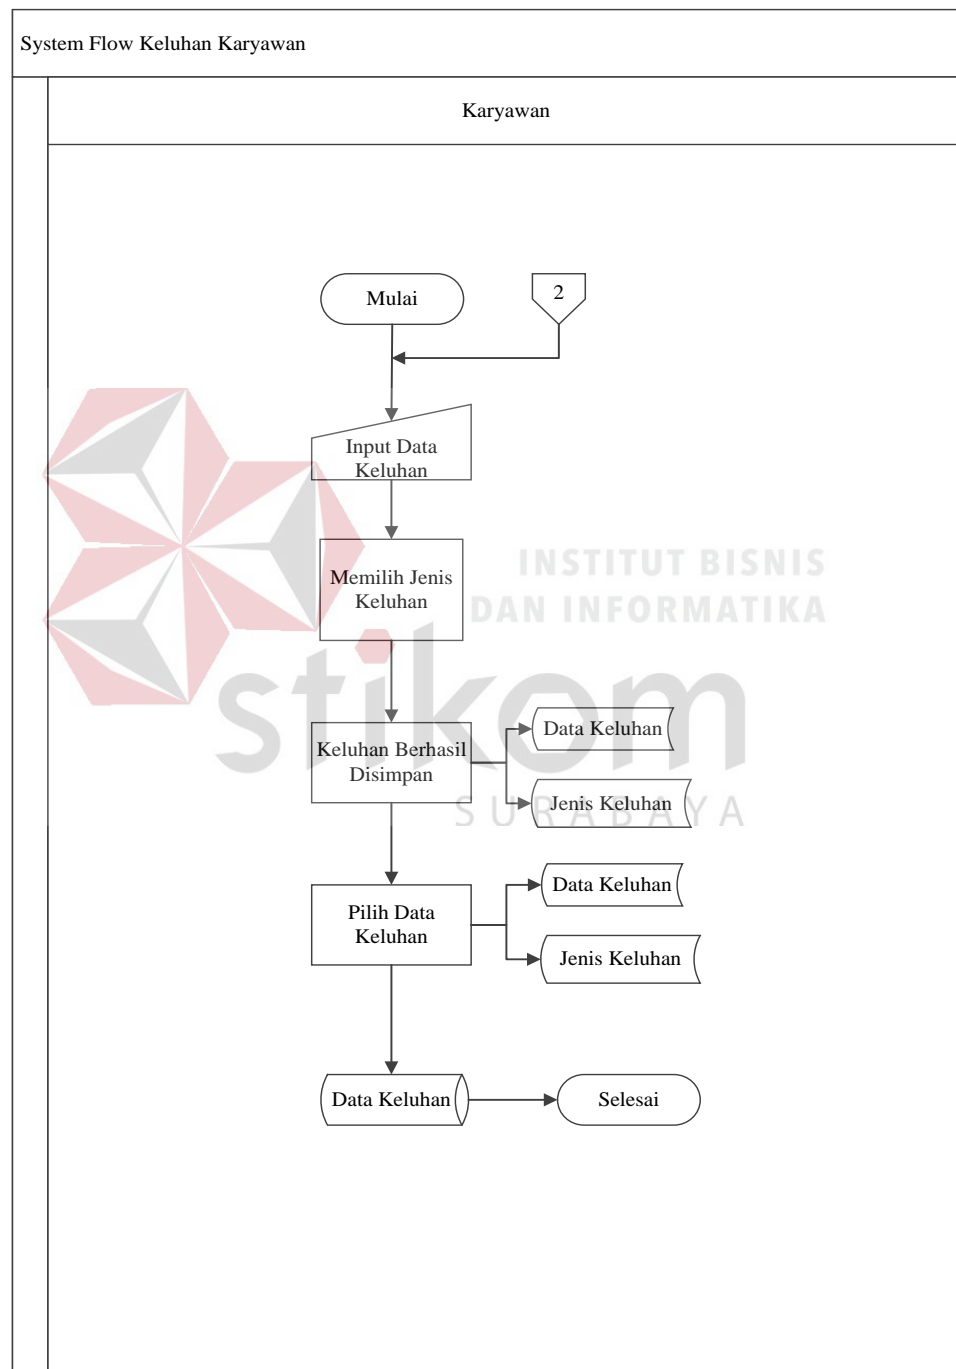 System Flow Keluhan Karyawan
Karyawan
Mulai
2
Input Data
Keluhan
Memilih Jenis
Keluhan
INSTITUT BISNIS
DAN INFORMATIKA
stikom
SURABAYA
Keluhan Berhasil
Disimpan
Data Keluhan
Jenis Keluhan
Pilih Data
Keluhan
Data Keluhan
Jenis Keluhan
Data Keluhan
Selesai